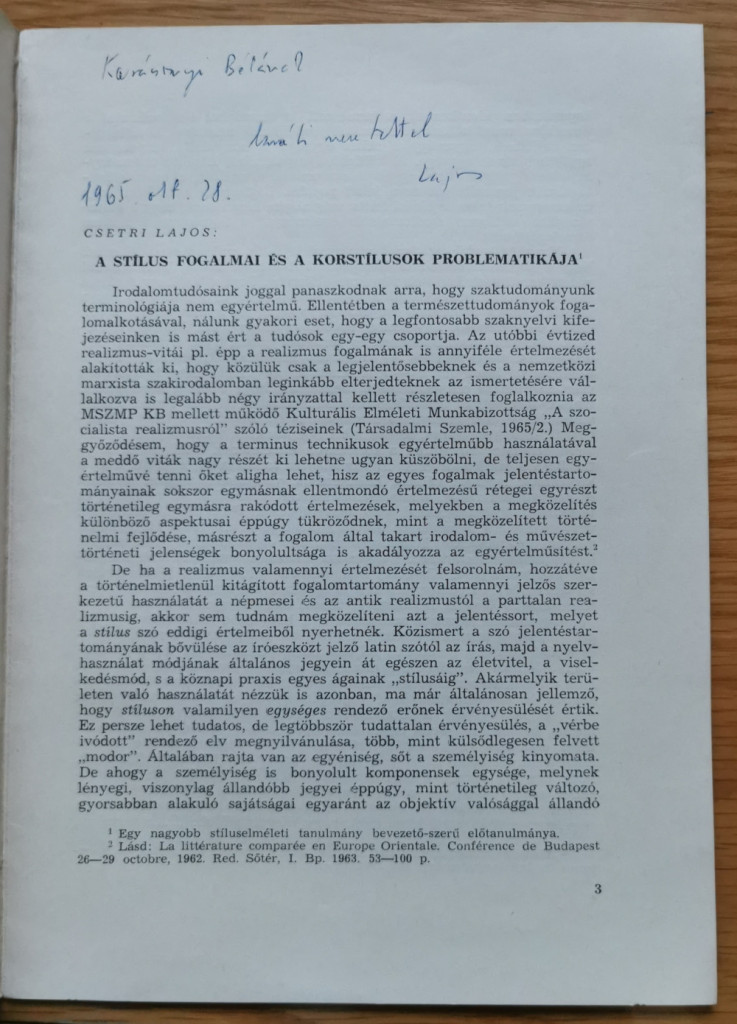 Karácsonyi Bélának
baráti szeretettel
Lajos
1965 okt. 28.
CSETRI LAJOS:
A STÍLUS FOGALMAI ÉS A KORSTÍLUSOK PROBLEMATIKÁJA¹
Irodalomtudósaink joggal panaszkodnak arra, hogy szaktudományunk
terminológiája nem egyértelmű. Ellentétben a természettudományok foga-
lomalkotásával, nálunk gyakori eset, hogy a legfontosabb szaknyelvi kife-
jezéseinken is mást ért a tudósok egy-egy csoportja. Az utóbbi évtized
realizmus-vitái pl. épp a realizmus fogalmának is annyiféle értelmezését
alakították ki, hogy közülük csak a legjelentősebbeknek és a nemzetközi
marxista szakirodalomban leginkább elterjedteknek az ismertetésére vál-
lalkozva is legalább négy irányzattal kellett részletesen foglalkoznia az
MSZMP KB mellett működő Kulturális Elméleti Munkabizottság „A szo-
cialista realizmusról" szóló téziseinek (Társadalmi Szemle, 1965/2.) Meg-
győződésem, hogy a terminus technikusok egyértelműbb használatával
a meddő viták nagy részét ki lehetne ugyan küszöbölni, de teljesen egy-
értelművé tenni őket aligha lehet, hisz az egyes fogalmak jelentéstarto-
mányainak sokszor egymásnak ellentmondó értelmezésű rétegei egyrészt
történetileg egymásra rakódott értelmezések, melyekben a megközelítés
különböző aspektusai éppúgy tükröződnek, mint a megközelített törté-
nelmi fejlődése, másrészt a fogalom által takart irodalom- és művészet-
történeti jelenségek bonyolultsága is akadályozza az egyértelműsítést.²
De ha a realizmus valamennyi értelmezését felsorolnám, hozzátéve
a történelmietlenül kitágított fogalomtartomány valamennyi jelzős szer-
kezetű használatát a népmesei és az antik realizmustól a parttalan rea-
lizmusig, akkor sem tudnám megközelíteni azt a jelentéssort, melyet
a stílus szó eddigi értelmeiből nyerhetnék. Közismert a szó jelentéstar-
tományának bővülése az íróeszközt jelző latin szótól az írás, majd a nyelv-
használat módjának általános jegyein át egészen az életvitel, a visel-
kedésmód, s a köznapi praxis egyes ágainak „stílusáig". Akármelyik terü-
leten való használatát nézzük is azonban, ma már általánosan jellemző,
hogy stíluson valamilyen egységes rendező erőnek érvényesülését értik.
Ez persze lehet tudatos, de legtöbbször tudattalan érvényesülés, a „vérbe
ivódott" rendező elv megnyilvánulása, több, mint külsődlegesen felvett
„modor". Általában rajta van az egyéniség, sőt a személyiség kinyomata.
De ahogy a személyiség is bonyolult komponensek egysége, melynek
lényegi, viszonylag állandóbb jegyei éppúgy, mint történetileg változó,
gyorsabban alakuló sajátságai egyaránt az objektív valósággal állandó
¹ Egy nagyobb stíluselméleti tanulmány bevezető-szerű előtanulmánya.
² Lásd: La littérature comparée en Europe Orientale. Conférence de Budapest
26—29 octobre, 1962. Red. Sőtér, I. Bp. 1963. 53—100 p.
3